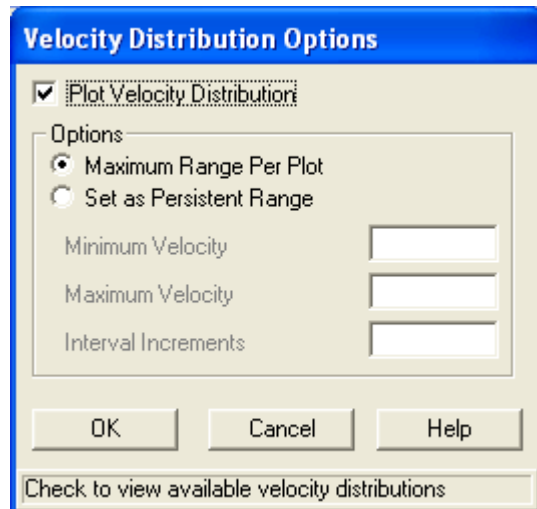 Velocity Distribution Options
Plot Velocity Distribution
Options
Maximum Range Per Plot
Set as Persistent Range
Minimum Velocity
Maximum Velocity
Interval Increments
OK Cancel Help
Check to view available velocity distributions